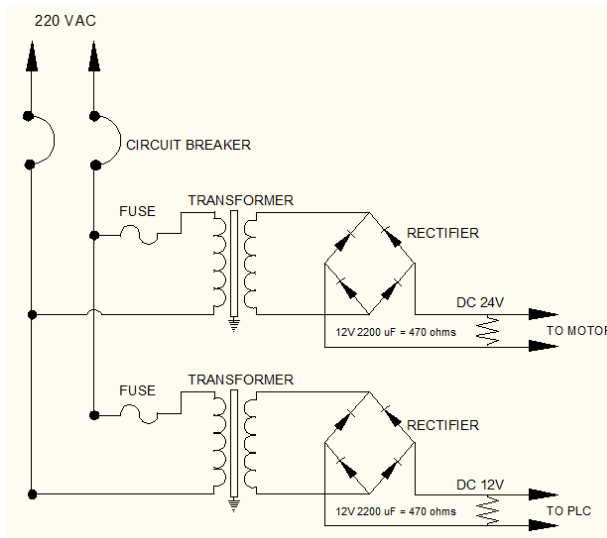 220 VAC
CIRCUIT BREAKER
TRANSFORMER
FUSE
RECTIFIER
DC 24V
12V 2200 uF = 470 ohms
TO MOTOR
TRANSFORMER
FUSE
RECTIFIER
DC 12V
12V 2200 uF = 470 ohms
TO PLC